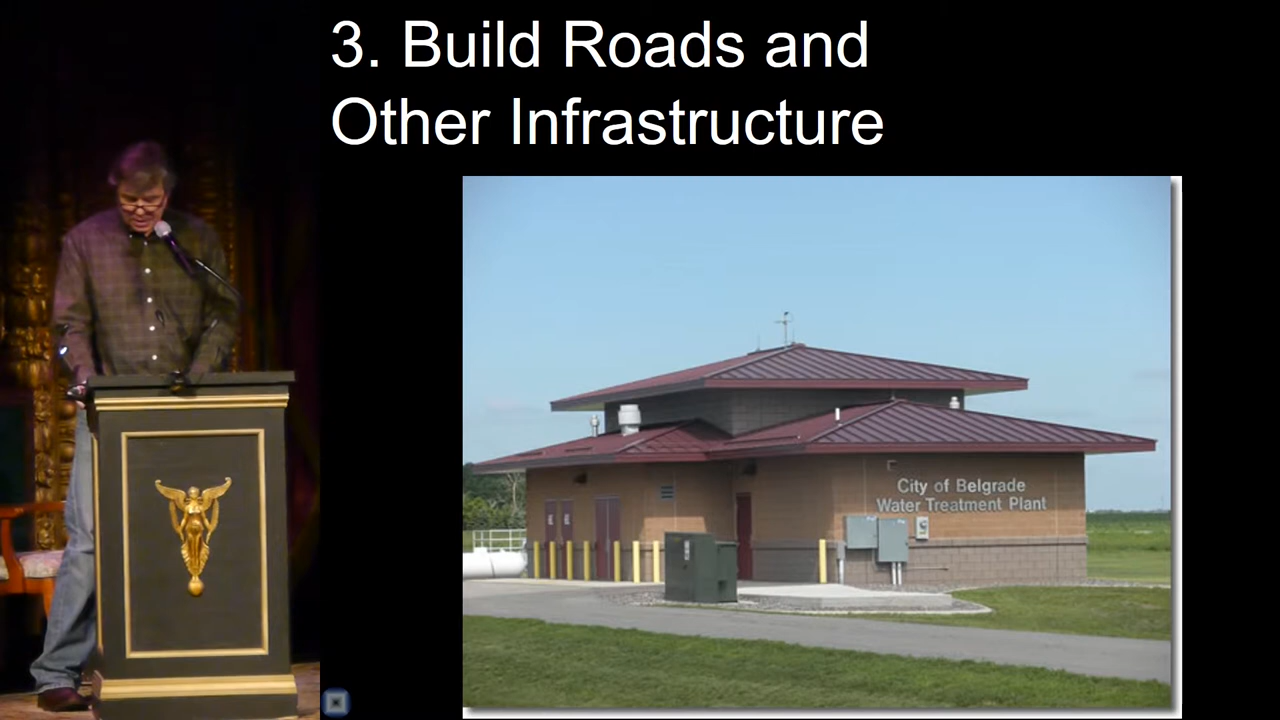 3. Build Roads and
Other Infrastructure
City of Belgrade
Water Treatment Plant